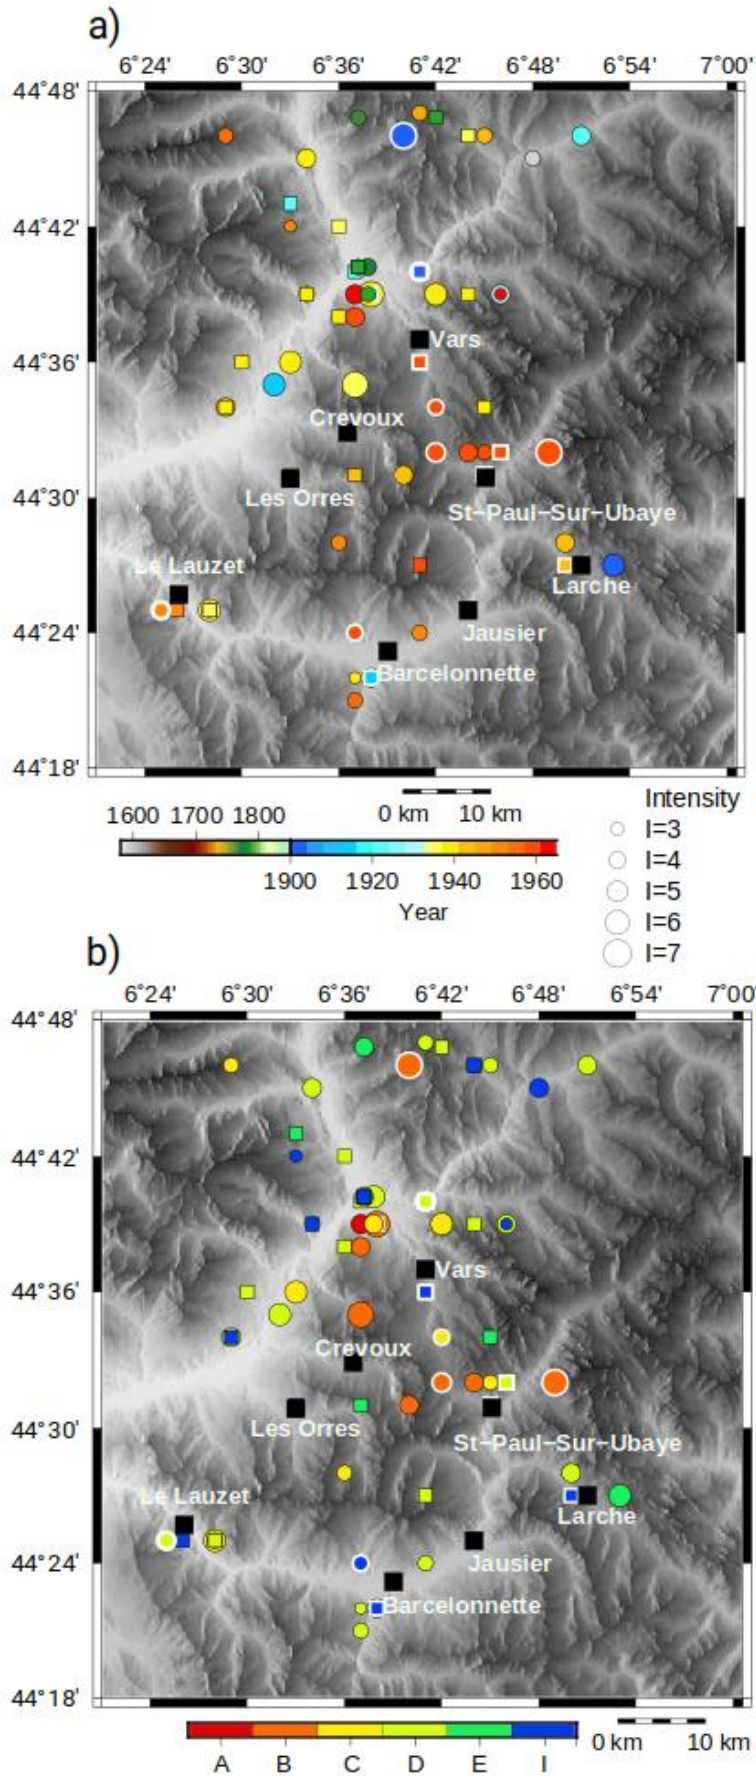 a)
6°24' 6°30' 6°36' 6°42' 6°48' 6°54' 7°00'
44°48'
44°42'
44°36'
44°30'
44°24'
44°18'
Vars
Crevoux
Les Orres
St-Paul-Sur-Ubaye
Le Lauzet
Larche
Jausier
Barcelonnette
0 km 10 km
1600 1700 1800
1900 1920 1940 1960
Year
Intensity
I=3
I=4
I=5
I=6
I=7
b)
6°24' 6°30' 6°36' 6°42' 6°48' 6°54' 7°00'
44°48'
44°42'
44°36'
44°30'
44°24'
44°18'
Vars
Crevoux
Les Orres
St-Paul-Sur-Ubaye
Le Lauzet
Larche
Jausier
Barcelonnette
A B C D E I
0 km 10 km